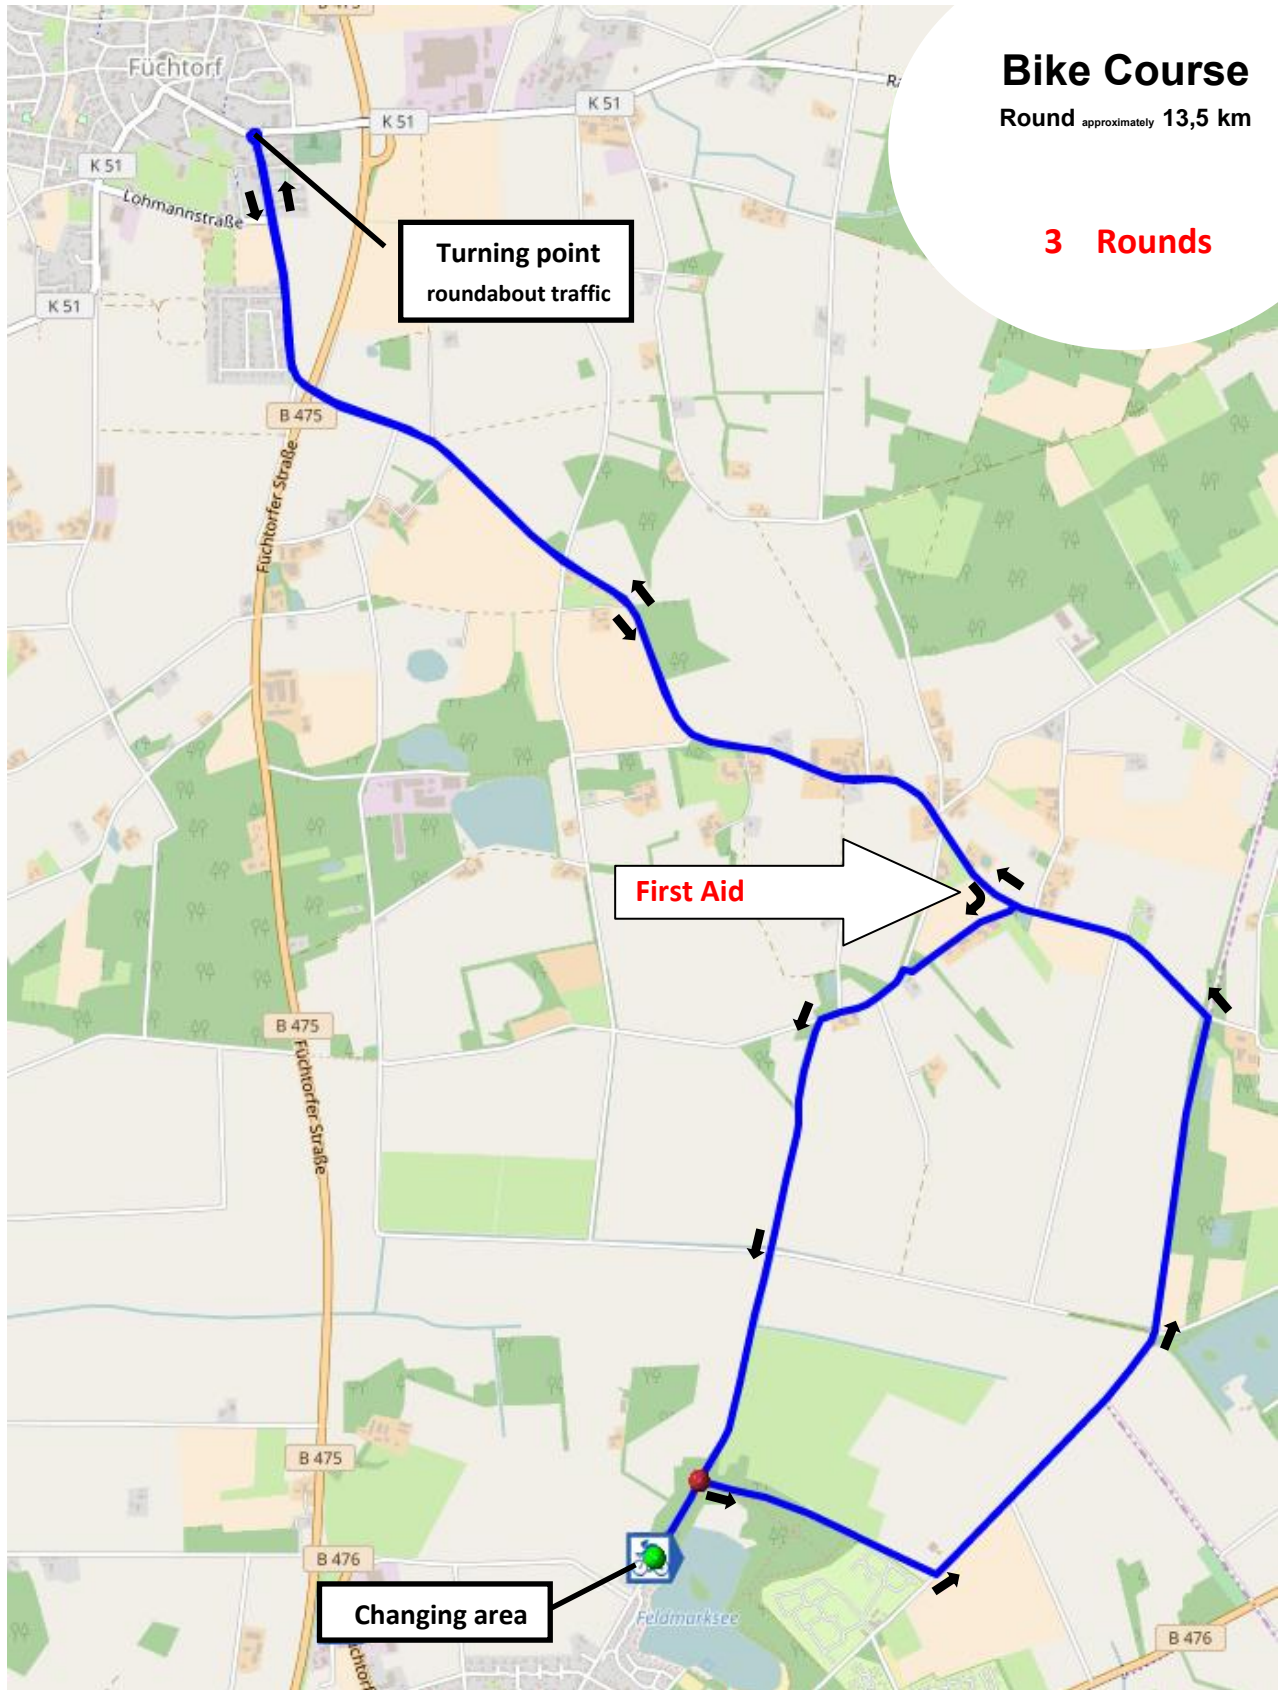 B 475
Füchtorf
Bike Course
Round approximately 13,5 km
K 51
K 51
K 51
Lohmannstraße
3 Rounds
Turning point
roundabout traffic
K 51
B 475
Füchtorfer Straße
First Aid
B 475
Füchtorfer Straße
B 475
B 476
Changing area
Feldmarksee
B 476